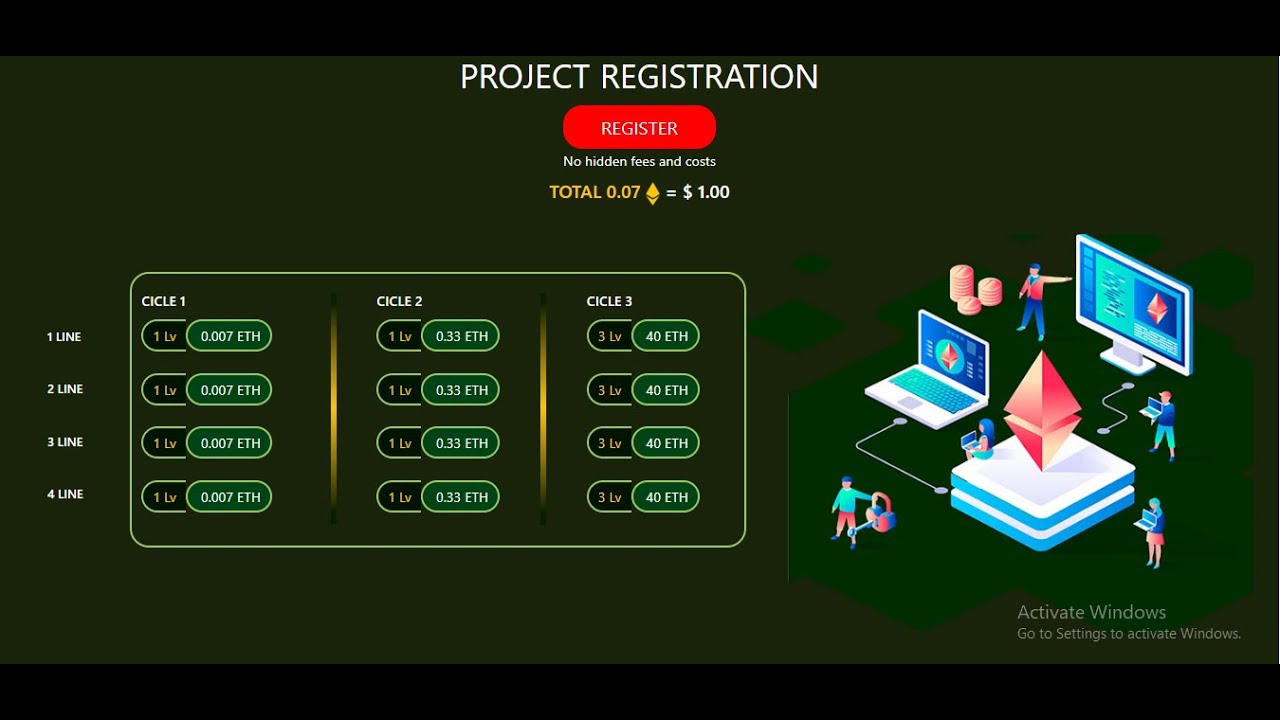 PROJECT REGISTRATION
REGISTER
No hidden fees and costs
TOTAL 0.07 = $ 1.00
CICLE 1 CICLE 2 CICLE 3
1 LINE 1 Lv 0.007 ETH 1 Lv 0.33 ETH 3 Lv 40 ETH
2 LINE 1 Lv 0.007 ETH 1 Lv 0.33 ETH 3 Lv 40 ETH
3 LINE 1 Lv 0.007 ETH 1 Lv 0.33 ETH 3 Lv 40 ETH
4 LINE 1 Lv 0.007 ETH 1 Lv 0.33 ETH 3 Lv 40 ETH
Activate Windows
Go to Settings to activate Windows.